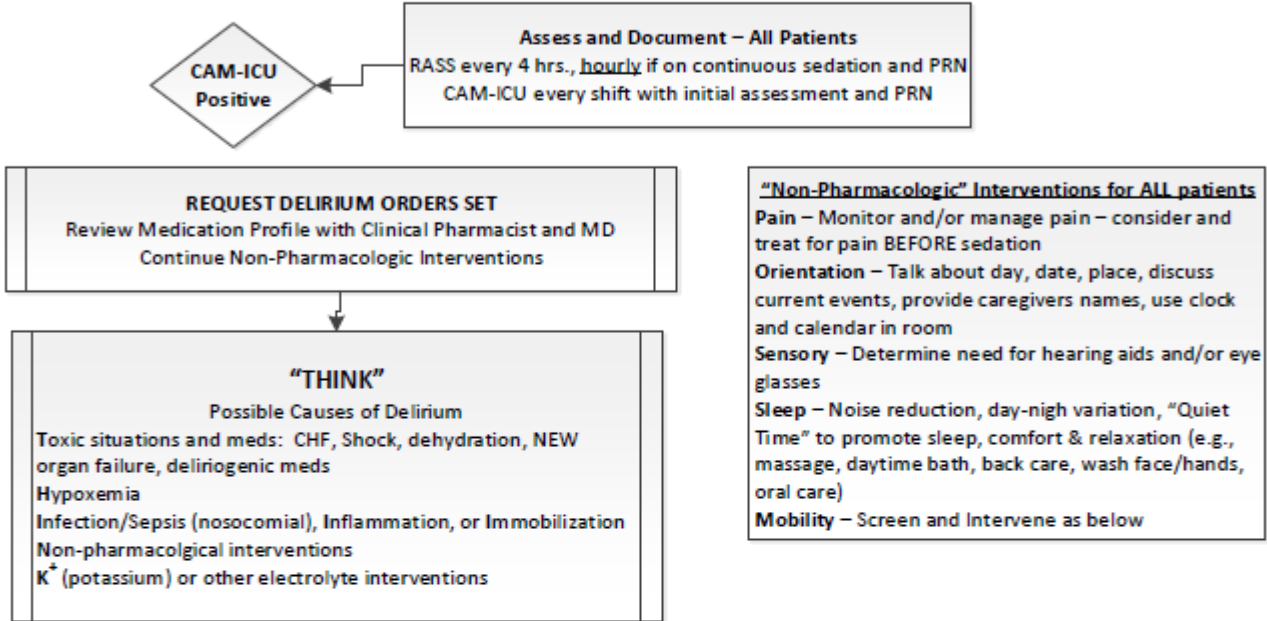 CAM-ICU
Positive
Assess and Document – All Patients
RASS every 4 hrs., hourly if on continuous sedation and PRN
CAM-ICU every shift with initial assessment and PRN
REQUEST DELIRIUM ORDERS SET
Review Medication Profile with Clinical Pharmacist and MD
Continue Non-Pharmacologic Interventions
“THINK”
Possible Causes of Delirium
Toxic situations and meds: CHF, Shock, dehydration, NEW
organ failure, deliriogenic meds
Hypoxemia
Infection/Sepsis (nosocomial), Inflammation, or Immobilization
Non-pharmacolgical interventions
K⁺ (potassium) or other electrolyte interventions
“Non-Pharmacologic” Interventions for ALL patients
Pain – Monitor and/or manage pain – consider and
treat for pain BEFORE sedation
Orientation – Talk about day, date, place, discuss
current events, provide caregivers names, use clock
and calendar in room
Sensory – Determine need for hearing aids and/or eye
glasses
Sleep – Noise reduction, day-nigh variation, “Quiet
Time” to promote sleep, comfort & relaxation (e.g.,
massage, daytime bath, back care, wash face/hands,
oral care)
Mobility – Screen and Intervene as below